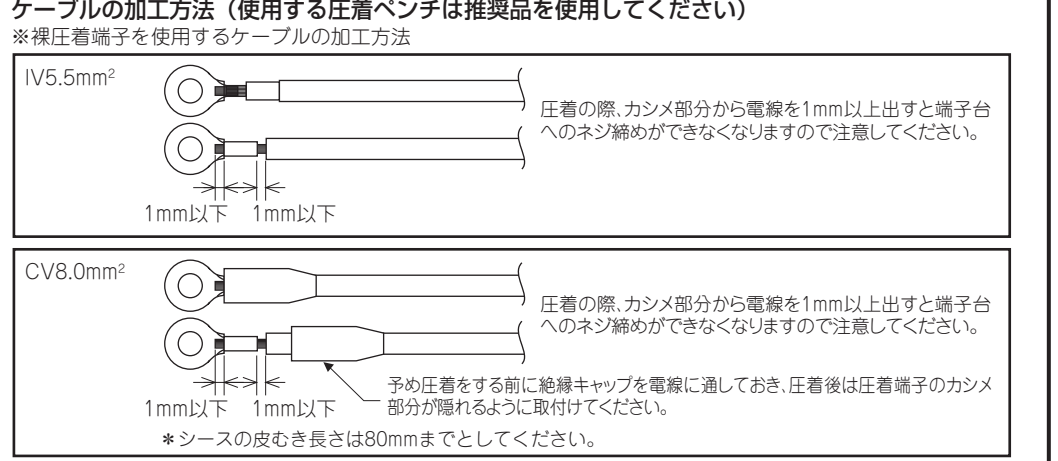 ケーブルの加工方法（使用する圧着ペンチは推奨品を使用してください）
※裸圧着端子を使用するケーブルの加工方法
IV5.5mm²
圧着の際、カシメ部分から電線を1mm以上出すと端子台
へのネジ締めができなくなりますので注意してください。
1mm以下 1mm以下
CV8.0mm²
圧着の際、カシメ部分から電線を1mm以上出すと端子台
へのネジ締めができなくなりますので注意してください。
予め圧着をする前に絶縁キャップを電線に通しておき、圧着後は圧着端子のカシメ
部分が隠れるように取付けてください。
1mm以下 1mm以下
＊シースの皮むき長さは80mmまでとしてください。